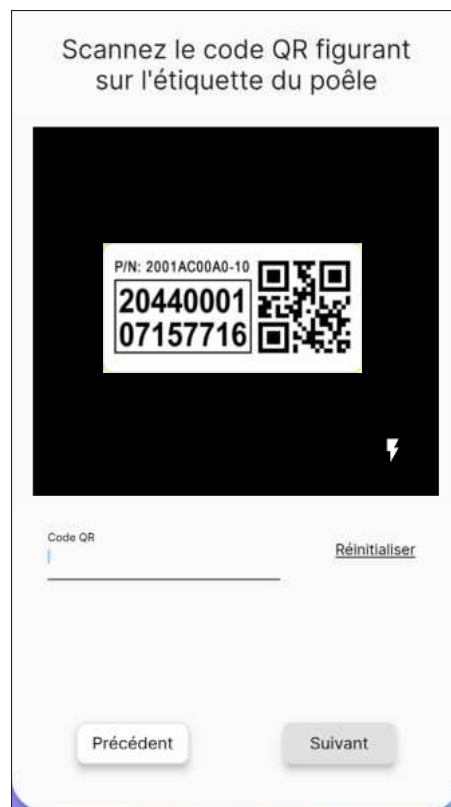 Scannez le code QR figurant
sur l'étiquette du poêle
P/N: 2001AC00A0-10
20440001
07157716
Code QR
Réinitialiser
Précédent
Suivant